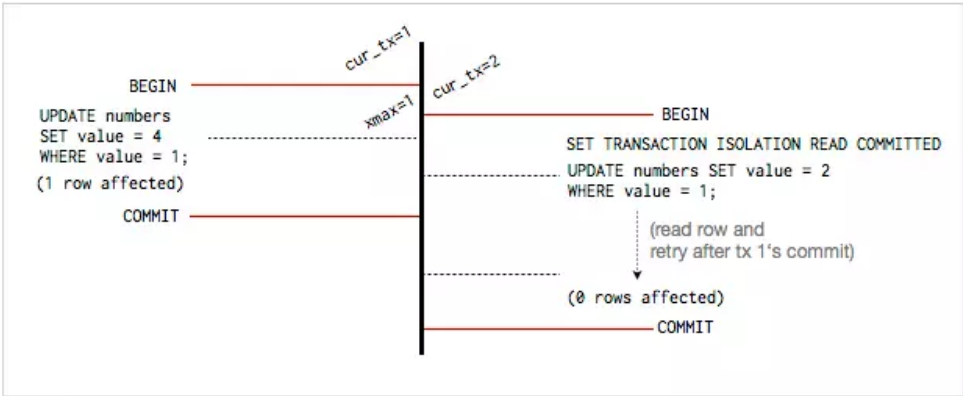 cur_tx=1
cur_tx=2
BEGIN
xmax=1
BEGIN
UPDATE numbers
SET value = 4
WHERE value = 1;
(1 row affected)
SET TRANSACTION ISOLATION READ COMMITTED
UPDATE numbers SET value = 2
WHERE value = 1;
COMMIT
(read row and
retry after tx 1's commit)
(0 rows affected)
COMMIT